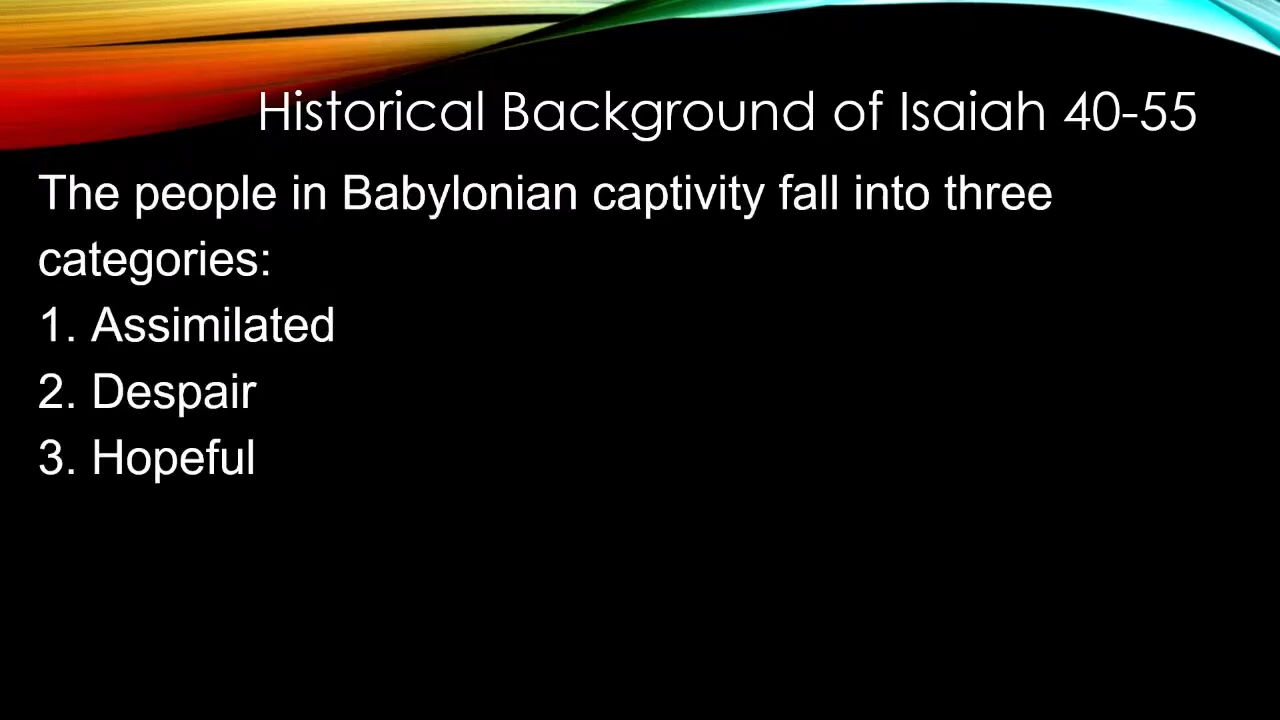 Historical Background of Isaiah 40-55
The people in Babylonian captivity fall into three
categories:
1. Assimilated
2. Despair
3. Hopeful